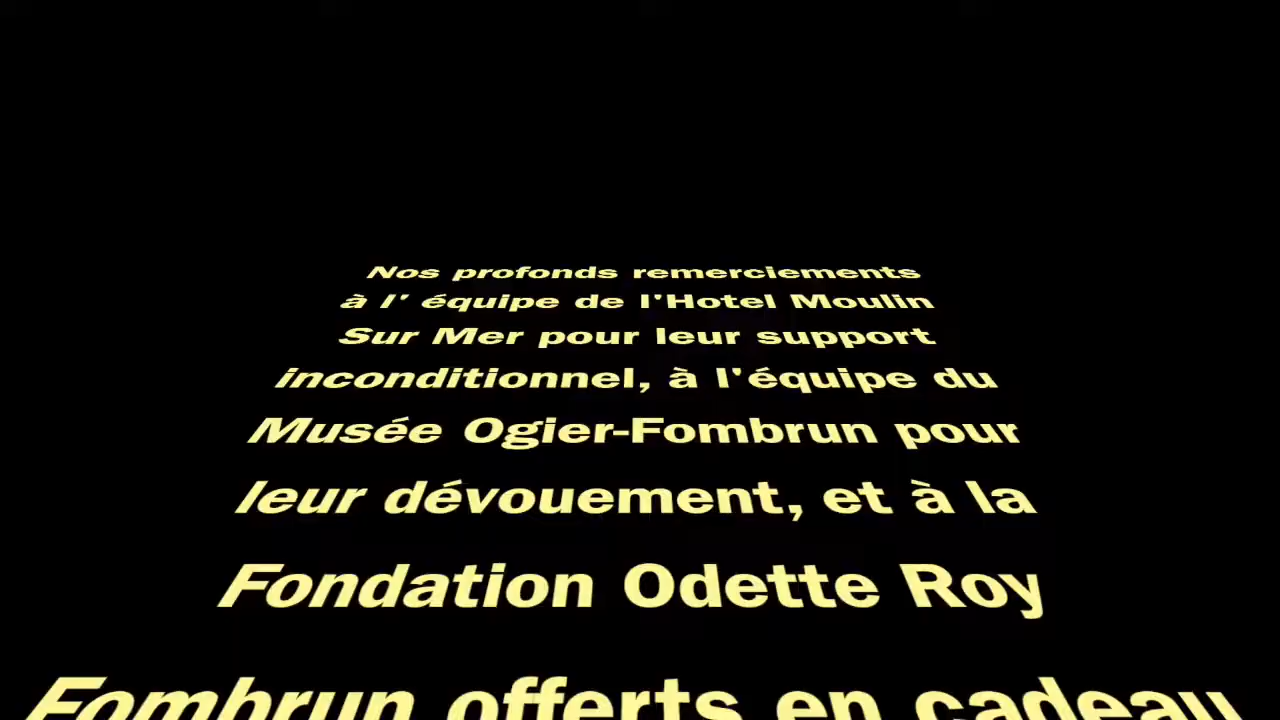 Nos profonds remerciements
à l' équipe de l'Hotel Moulin
Sur Mer pour leur support
inconditionnel, à l'équipe du
Musée Ogier-Fombrun pour
leur dévouement, et à la
Fondation Odette Roy
Fombrun offerts en cadeau